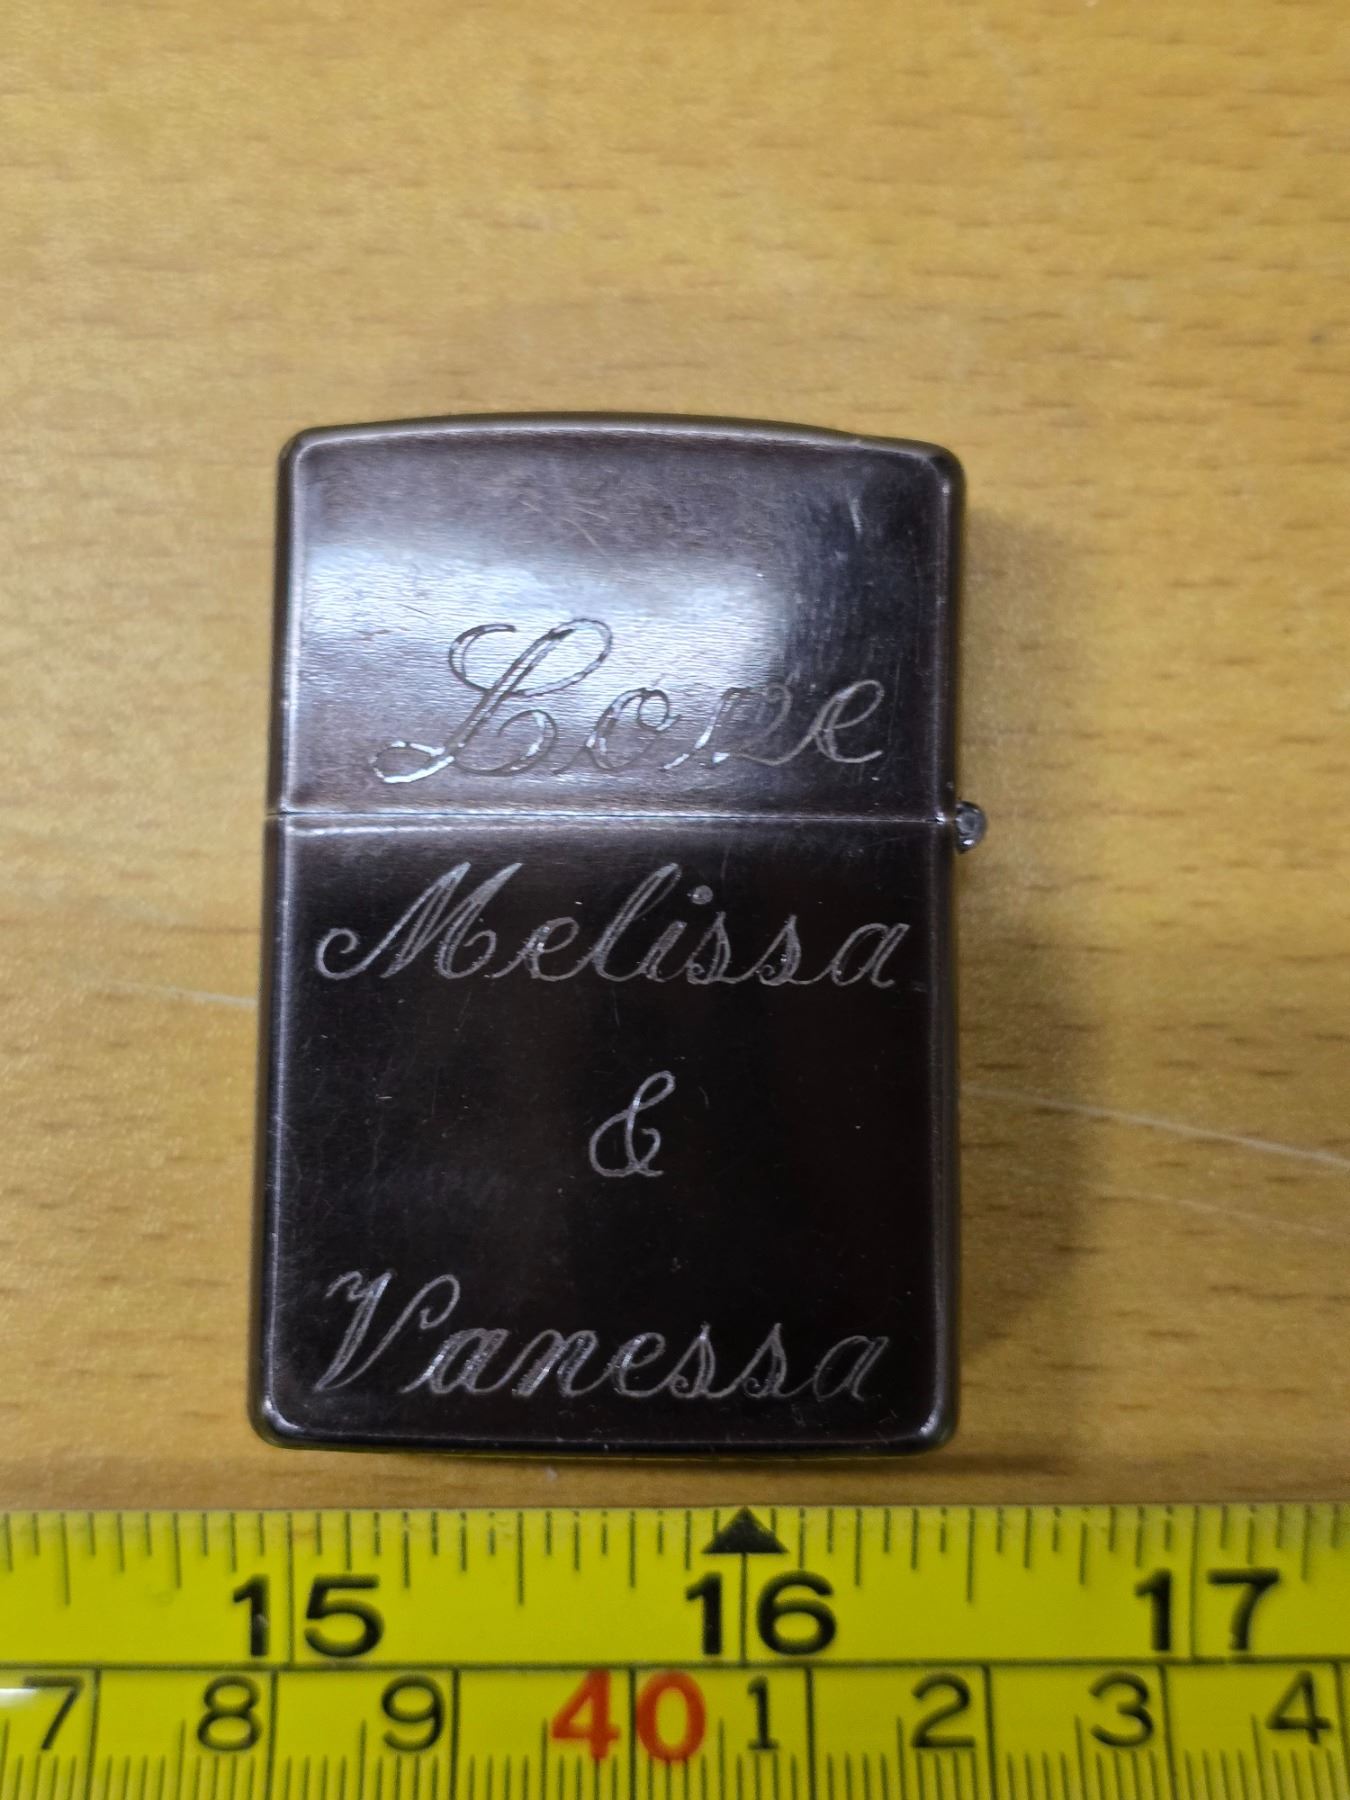 Love
Melissa
&
Vanessa
15 16 17
7 8 9 40 1 2 3 4